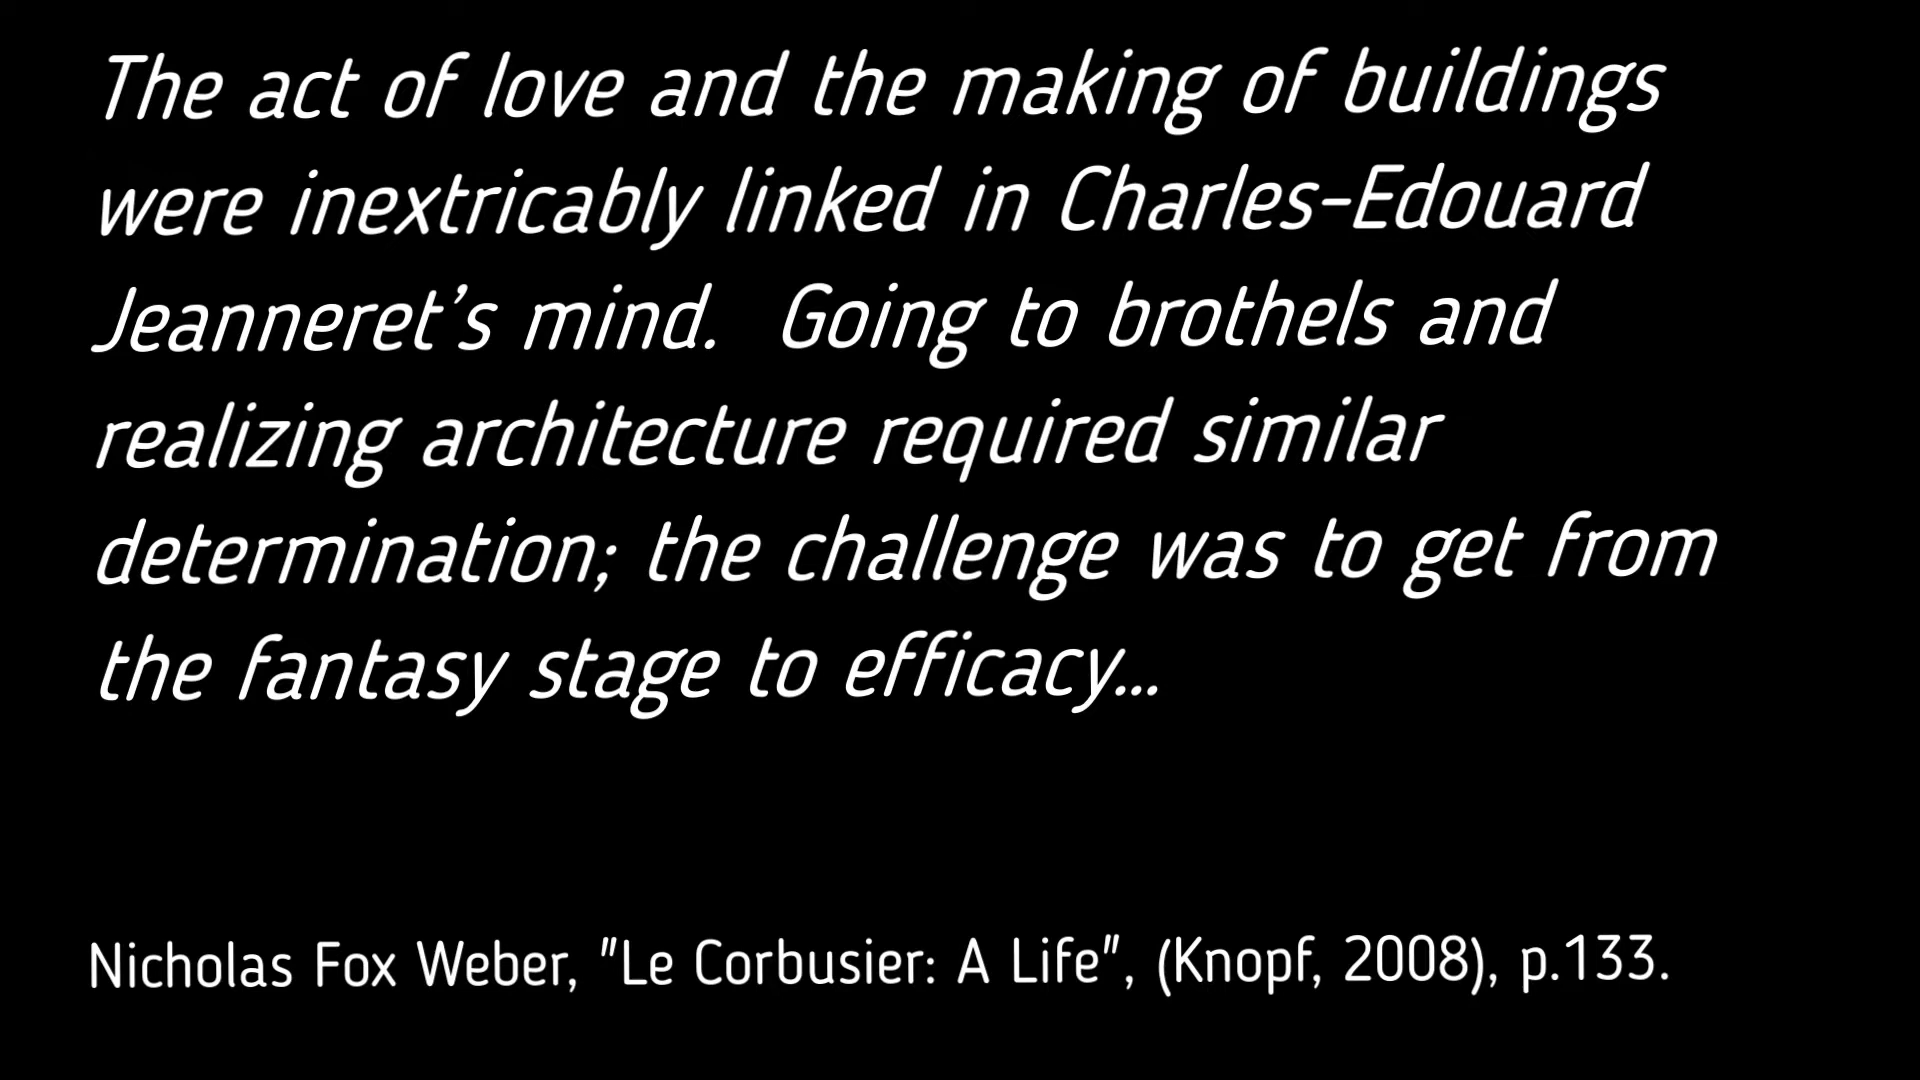 The act of love and the making of buildings
were inextricably linked in Charles-Edouard
Jeanneret’s mind.  Going to brothels and
realizing architecture required similar
determination; the challenge was to get from
the fantasy stage to efficacy...
Nicholas Fox Weber, "Le Corbusier: A Life", (Knopf, 2008), p.133.